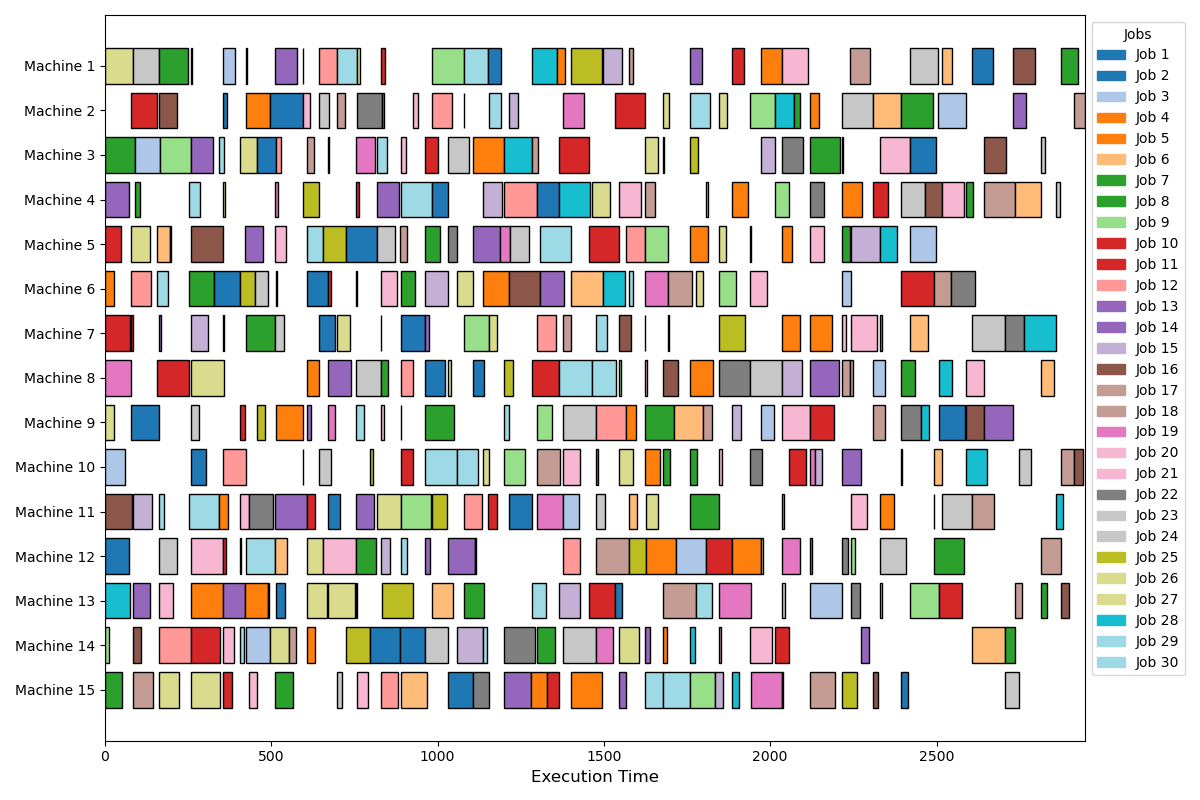 Machine 1
Machine 2
Machine 3
Machine 4
Machine 5
Machine 6
Machine 7
Machine 8
Machine 9
Machine 10
Machine 11
Machine 12
Machine 13
Machine 14
Machine 15
0 500 1000 1500 2000 2500
Execution Time
Jobs
Job 1
Job 2
Job 3
Job 4
Job 5
Job 6
Job 7
Job 8
Job 9
Job 10
Job 11
Job 12
Job 13
Job 14
Job 15
Job 16
Job 17
Job 18
Job 19
Job 20
Job 21
Job 22
Job 23
Job 24
Job 25
Job 26
Job 27
Job 28
Job 29
Job 30